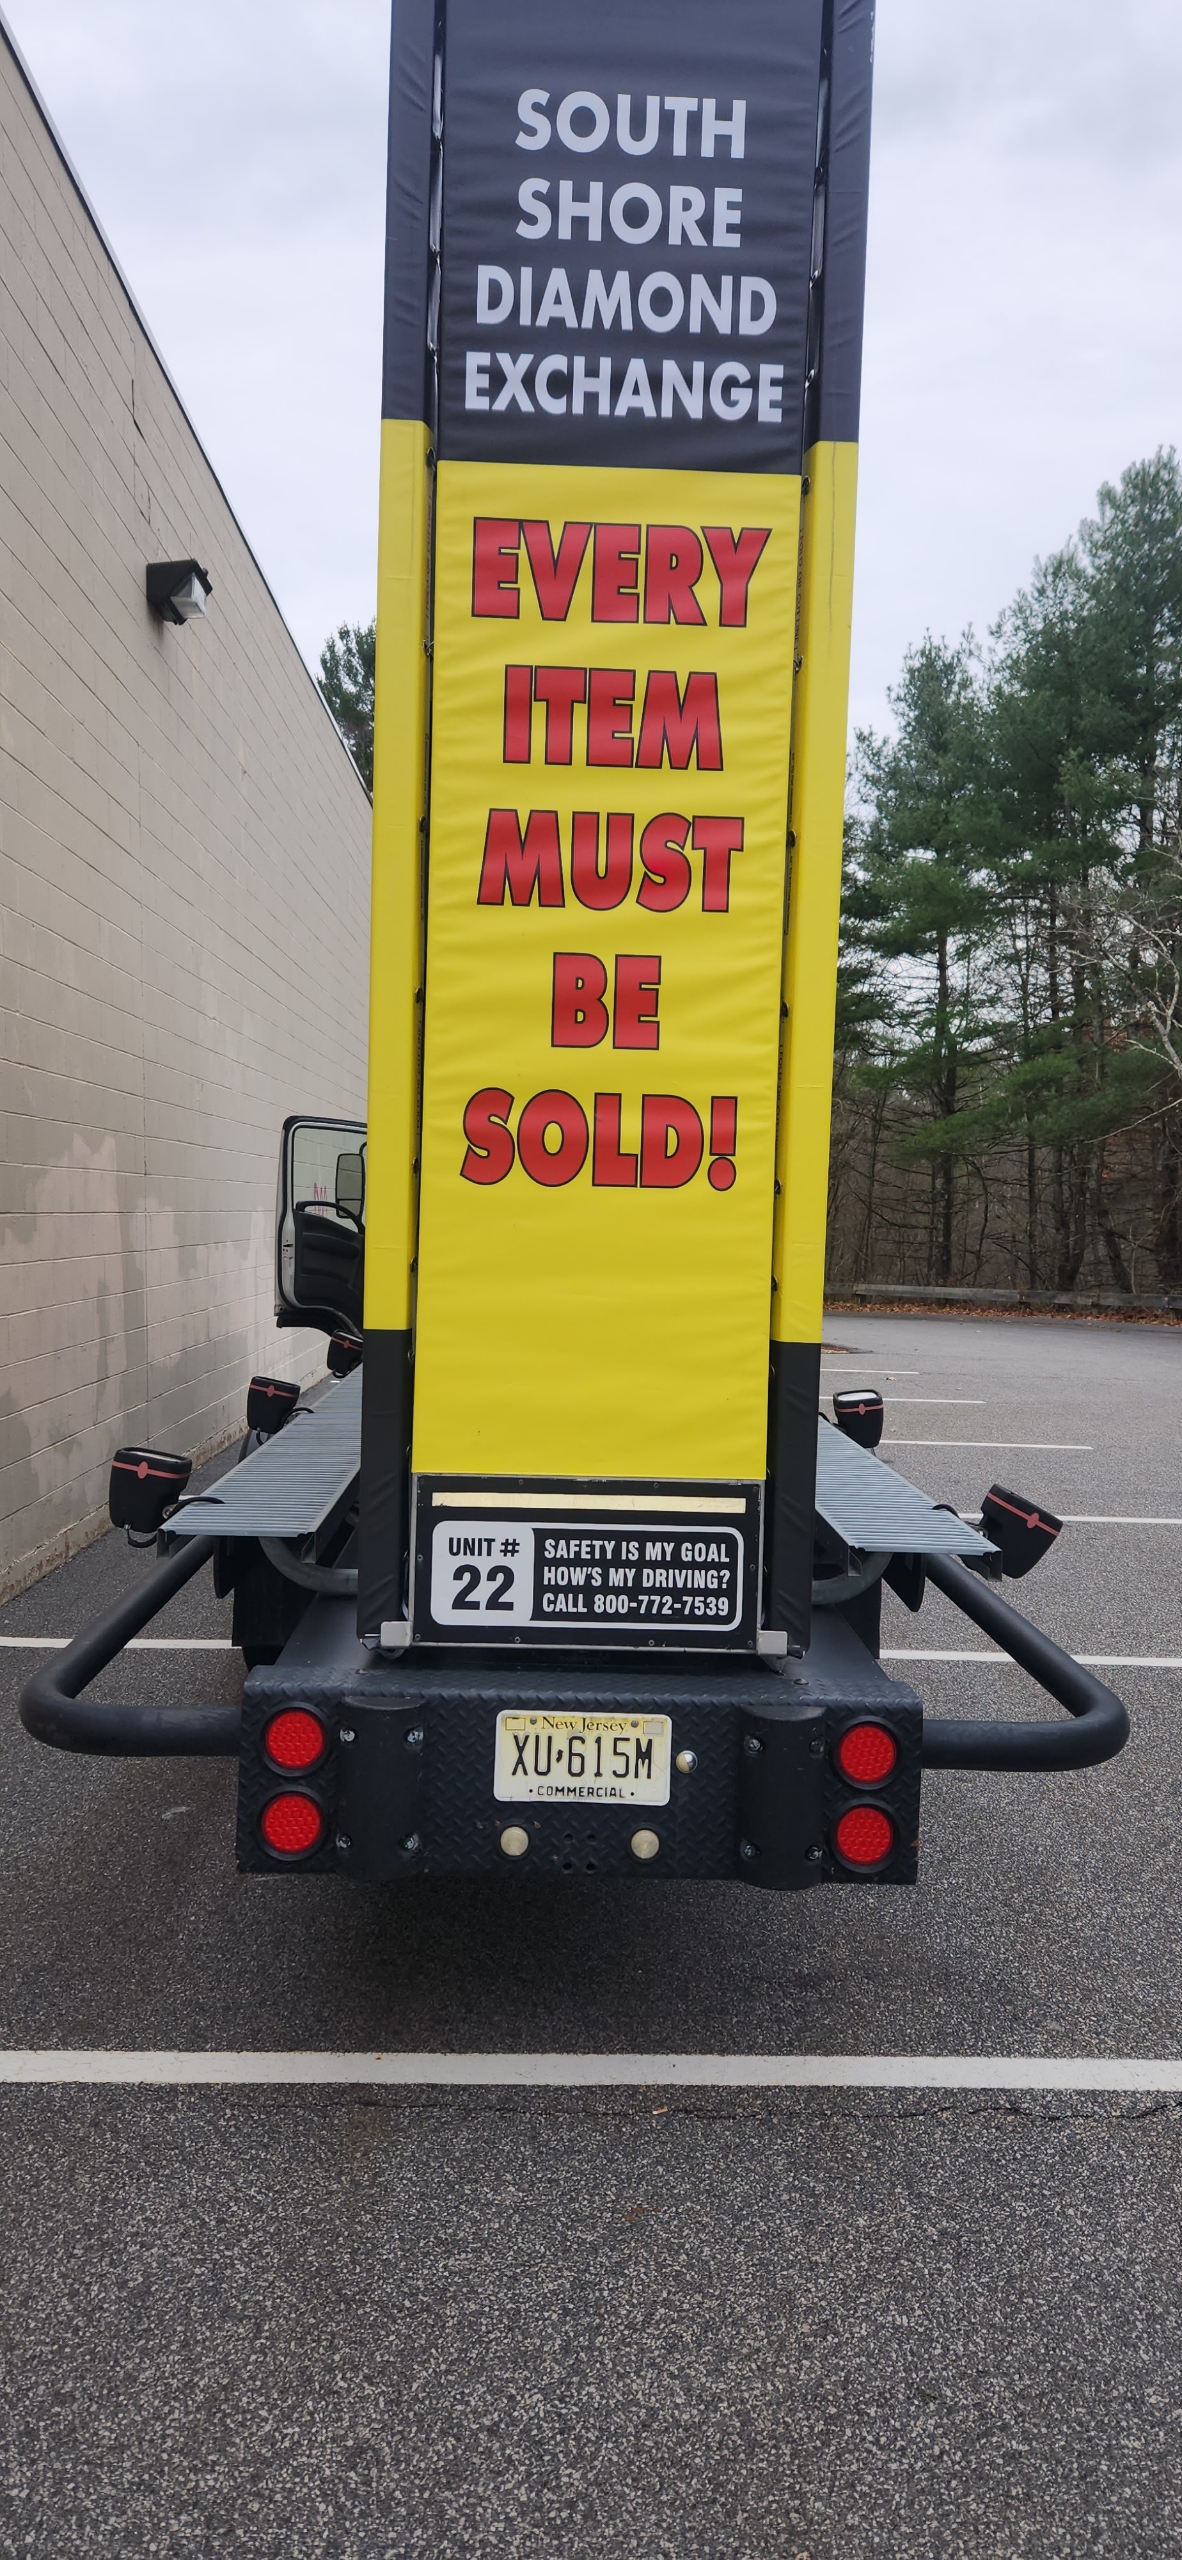 SOUTH
SHORE
DIAMOND
EXCHANGE
EVERY
ITEM
MUST
BE
SOLD!
UNIT #
22
SAFETY IS MY GOAL
HOW'S MY DRIVING?
CALL 800-772-7539
New Jersey
XU 615M
COMMERCIAL